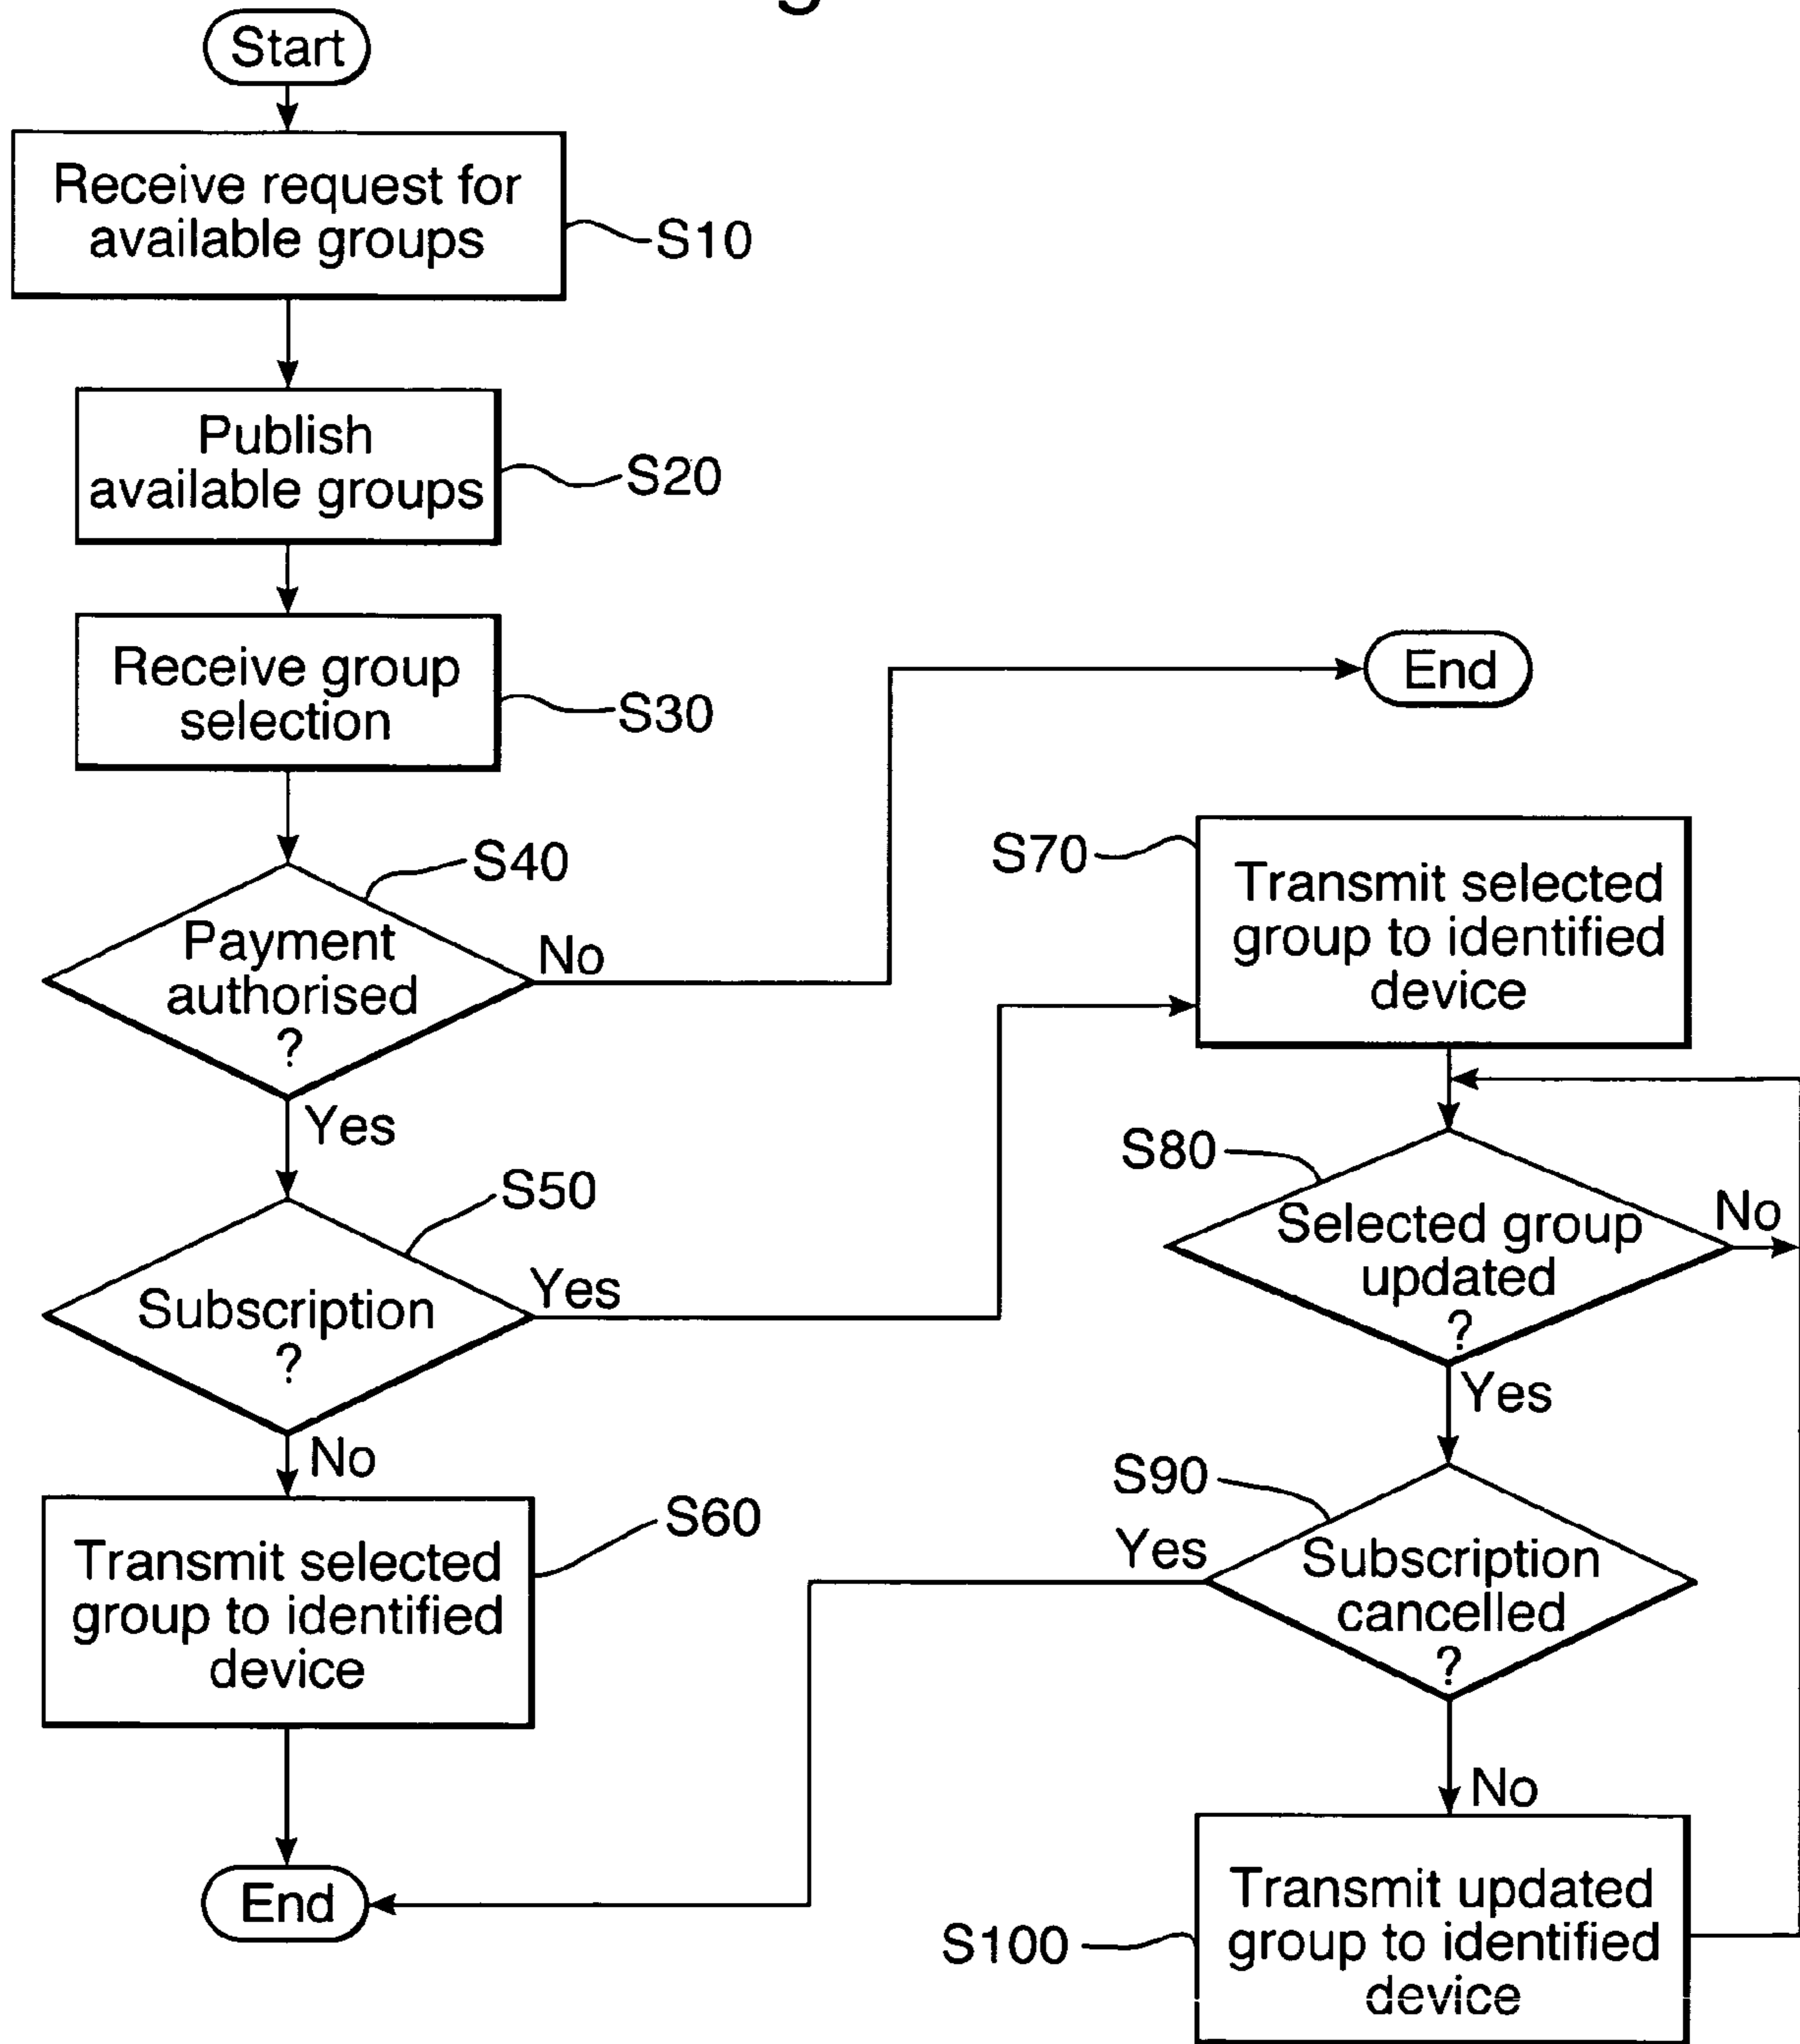 Start
Receive request for
available groups
S10
Publish
available groups
S20
Receive group
selection
S30
End
S40
Payment
authorised
?
No
Yes
S50
Subscription
?
Yes
No
S60
Transmit selected
group to identified
device
End
S70
Transmit selected
group to identified
device
S80
Selected group
updated
?
No
Yes
S90
Yes
Subscription
cancelled
?
No
S100
Transmit updated
group to identified
device